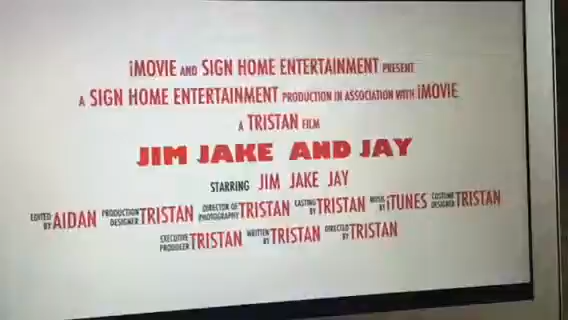 iMOVIE AND SIGN HOME ENTERTAINMENT PRESENT
A SIGN HOME ENTERTAINMENT PRODUCTION IN ASSOCIATION WITH iMOVIE
A TRISTAN FILM
JIM JAKE AND JAY
STARRING JIM JAKE JAY
EDITED BY AIDAN PRODUCTION DESIGNER TRISTAN DIRECTOR OF PHOTOGRAPHY TRISTAN CASTING BY TRISTAN MUSIC BY iTUNES COSTUME DESIGNER TRISTAN
EXECUTIVE PRODUCER TRISTAN WRITTEN BY TRISTAN DIRECTED BY TRISTAN